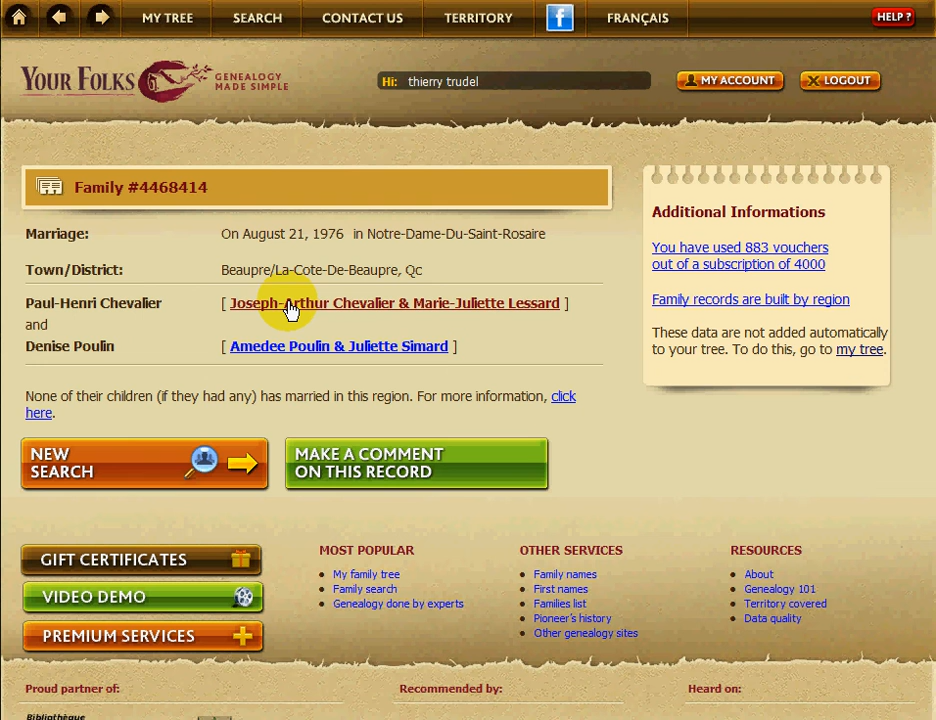 MY TREE SEARCH CONTACT US TERRITORY f FRANÇAIS HELP ?
YOUR FOLKS GENEALOGY
MADE SIMPLE
Hi: thierry trudel
MY ACCOUNT LOGOUT
Family #4468414
Marriage: On August 21, 1976 in Notre-Dame-Du-Saint-Rosaire
Town/District: Beaupre/La-Cote-De-Beaupre, Qc
Paul-Henri Chevalier [ Joseph-Arthur Chevalier & Marie-Juliette Lessard ]
and
Denise Poulin [ Amedee Poulin & Juliette Simard ]
None of their children (if they had any) has married in this region. For more information, click
here.
NEW
SEARCH
MAKE A COMMENT
ON THIS RECORD
Additional Informations
You have used 883 vouchers
out of a subscription of 4000
Family records are built by region
These data are not added automatically
to your tree. To do this, go to my tree.
GIFT CERTIFICATES
VIDEO DEMO
PREMIUM SERVICES
MOST POPULAR
My family tree
Family search
Genealogy done by experts
OTHER SERVICES
Family names
First names
Families list
Pioneer's history
Other genealogy sites
RESOURCES
About
Genealogy 101
Territory covered
Data quality
Proud partner of: Recommended by: Heard on:
Bibliothèque